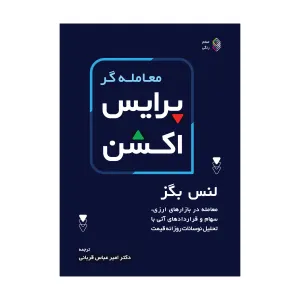 معامله گر
پرایس
اکشن
لنس بگز
معامله در بازارهای ارزی،
سهام و قراردادهای آتی با
تحلیل نوسانات روزانه قیمت
ترجمه
دکتر امیر عباس قربانی